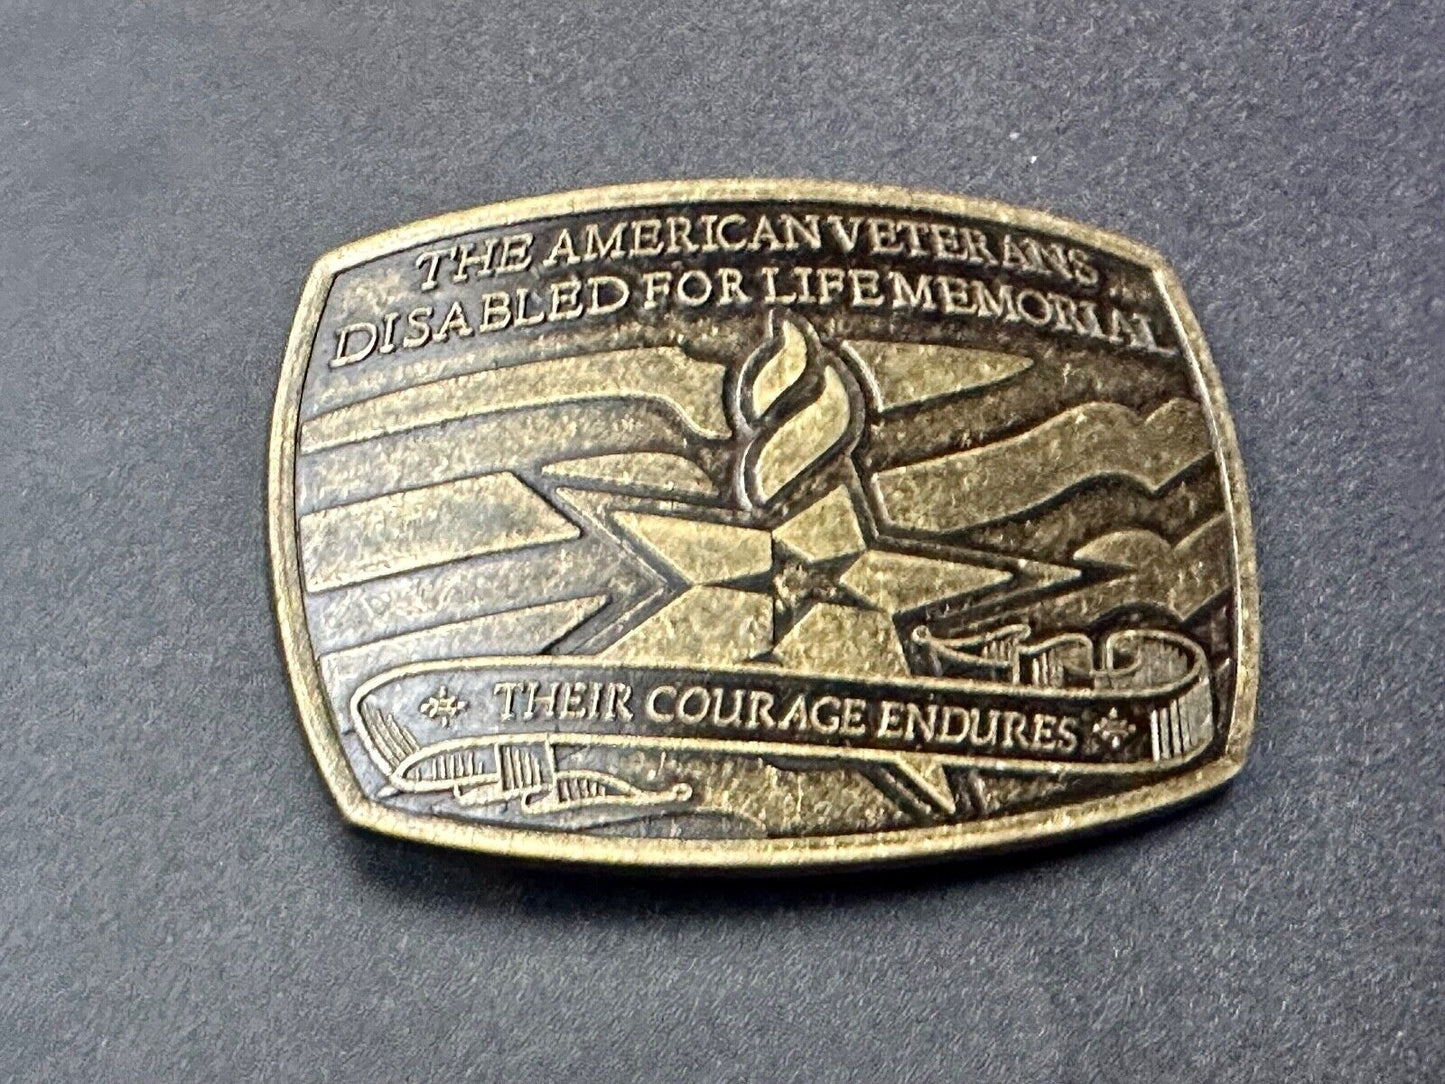 THE AMERICAN VETERANS
DISABLED FOR LIFE MEMORIAL
THEIR COURAGE ENDURES